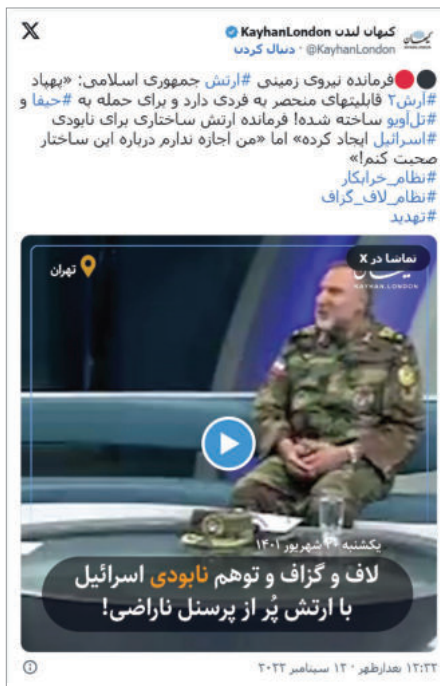 کیهان لندن KayhanLondon
@KayhanLondon · دنبال کردن
فرمانده نیروی زمینی #ارتش جمهوری اسلامی: «پهپاد
#آرش۲ قابلیتهای منحصر به فردی دارد و برای حمله به #حیفا و
#تل‌آویو ساخته شده! فرمانده ارتش ساختاری برای نابودی
#اسرائیل ایجاد کرده» اما «من اجازه ندارم درباره این ساختار
صحبت کنم!»
#نظام_خرابکار
#نظام_لاف_گزاف
#تهدید
تماشا در X
تهران
KAYHAN.LONDON
یکشنبه ۲۰ شهریور ۱۴۰۱
لاف و گزاف و توهم نابودی اسرائیل
با ارتش پُر از پرسنل ناراضی!
۱۲:۲۲ بعدازظهر · ۱۲ سپتامبر ۲۰۲۲